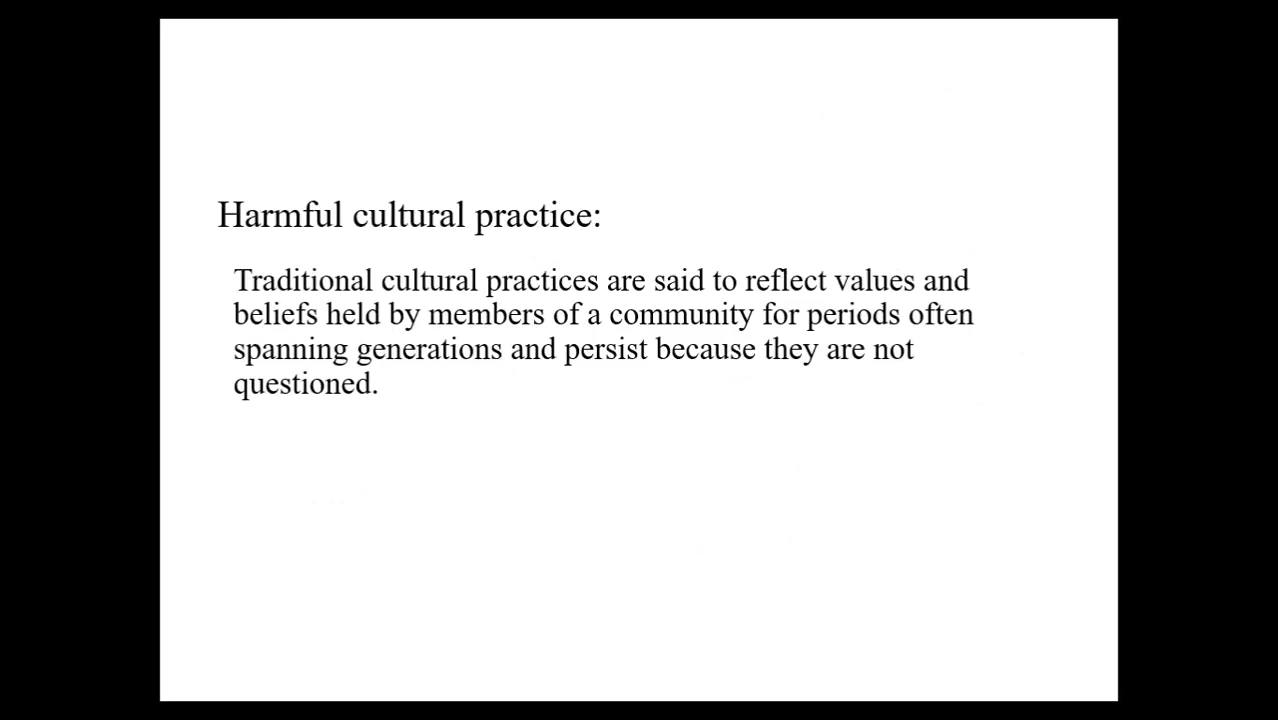 Harmful cultural practice:
Traditional cultural practices are said to reflect values and
beliefs held by members of a community for periods often
spanning generations and persist because they are not
questioned.